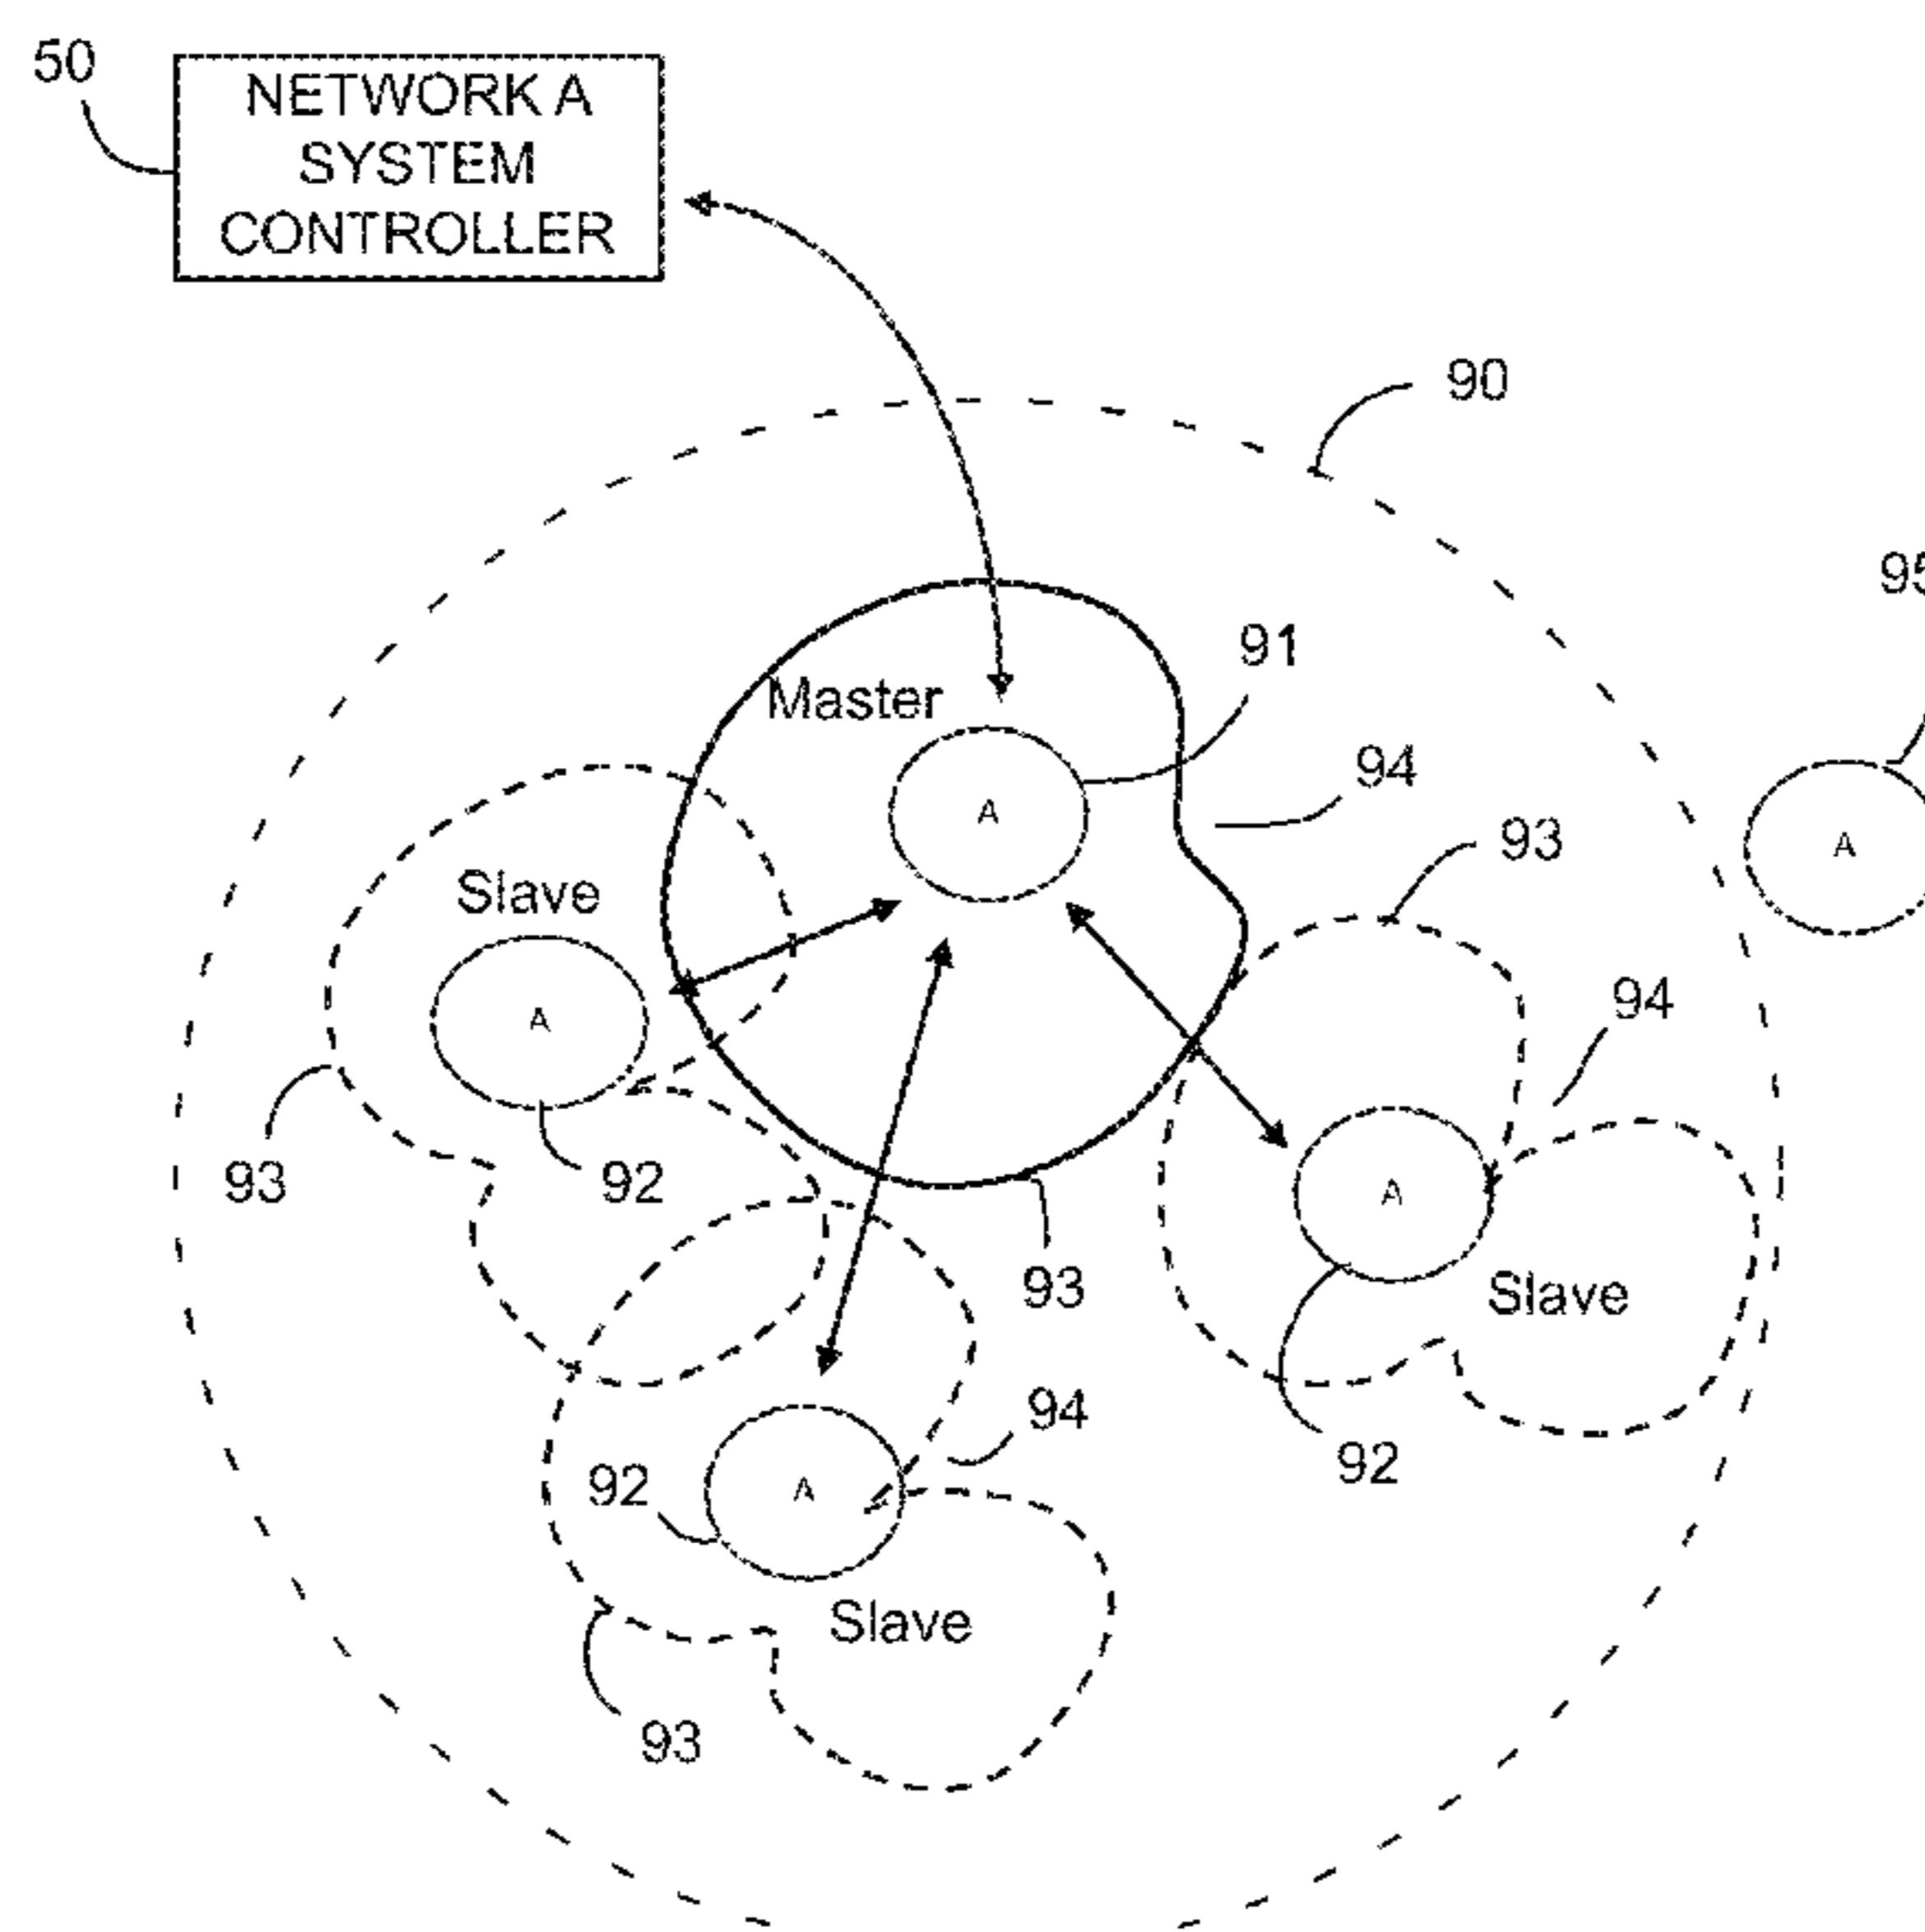 50
NETWORK A
SYSTEM
CONTROLLER
90
91
Master
A
94
93
A
Slave
A
94
93
92
93
A
Slave
94
92
92
A
Slave
93